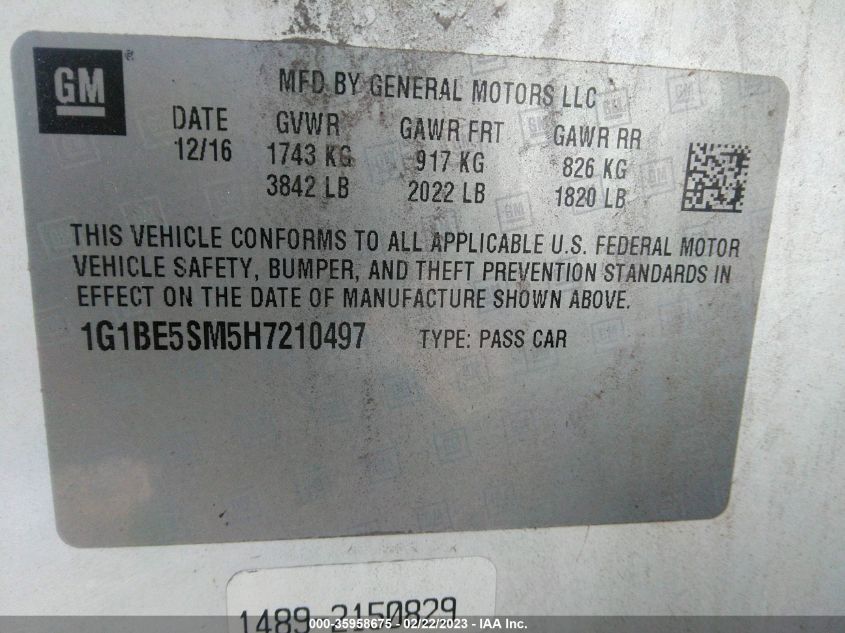 GM
MFD BY GENERAL MOTORS LLC
DATE GVWR GAWR FRT GAWR RR
12/16 1743 KG 917 KG 826 KG
3842 LB 2022 LB 1820 LB
THIS VEHICLE CONFORMS TO ALL APPLICABLE U.S. FEDERAL MOTOR
VEHICLE SAFETY, BUMPER, AND THEFT PREVENTION STANDARDS IN
EFFECT ON THE DATE OF MANUFACTURE SHOWN ABOVE.
1G1BE5SM5H7210497 TYPE: PASS CAR
1489 2150829
000-35958675 - 02/22/2023 - IAA Inc.